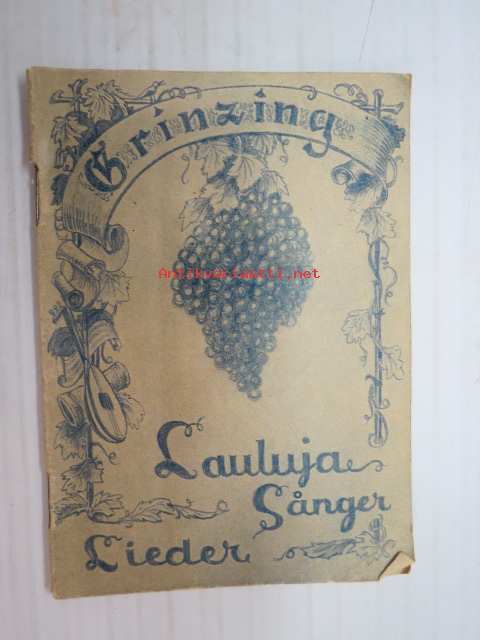 Grinzing
Antikvariaatti.net
Lauluja
Sånger
Lieder